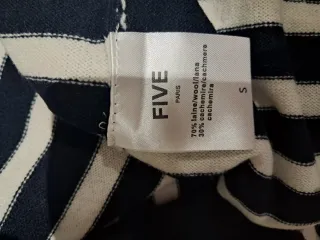 FIVE
PARIS
70% laine/wool/lana
30% cachemire/cashmere
cachemira
S